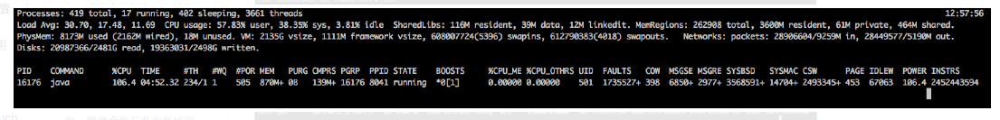 Processes: 419 total, 17 running, 402 sleeping, 3661 threads 12:57:56
Load Avg: 30.70, 17.48, 11.69 CPU usage: 57.83% user, 38.35% sys, 3.81% idle SharedLibs: 116M resident, 39M data, 12M linkedit. MemRegions: 262908 total, 3600M resident, 61M private, 464M shared.
PhysMem: 8173M used (2162M wired), 18M unused. VM: 2135G vsize, 1111M framework vsize, 608007724(5396) swapins, 612790383(4018) swapouts. Networks: packets: 28906604/9259M in, 28449577/5190M out.
Disks: 20987366/2481G read, 19363031/2498G written.
PID COMMAND %CPU TIME #TH #WQ #POR MEM PURG CMPRS PGRP PPID STATE BOOSTS %CPU_ME %CPU_OTHRS UID FAULTS COW MSGSE MSGRE SYSBSD SYSMAC CSW PAGE IDLEW POWER INSTRS
16176 java 106.4 04:52.32 234/1 1 505 870M+ 0B 139M+ 16176 8041 running *0[1] 0.00000 0.00000 501 1735527+ 398 6850+ 2977+ 3568591+ 14704+ 2493345+ 453 67063 106.4 2452443594